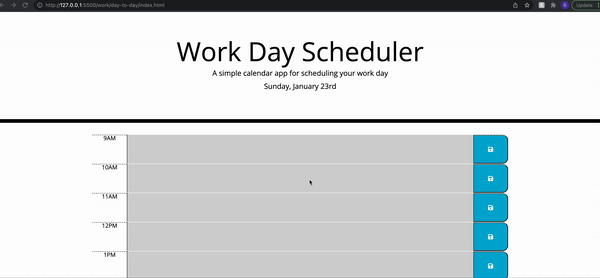 http://127.0.0.1:5500/work/day-to-day/index.html
Update
Work Day Scheduler
A simple calendar app for scheduling your work day
Sunday, January 23rd
9AM
10AM
11AM
12PM
1PM